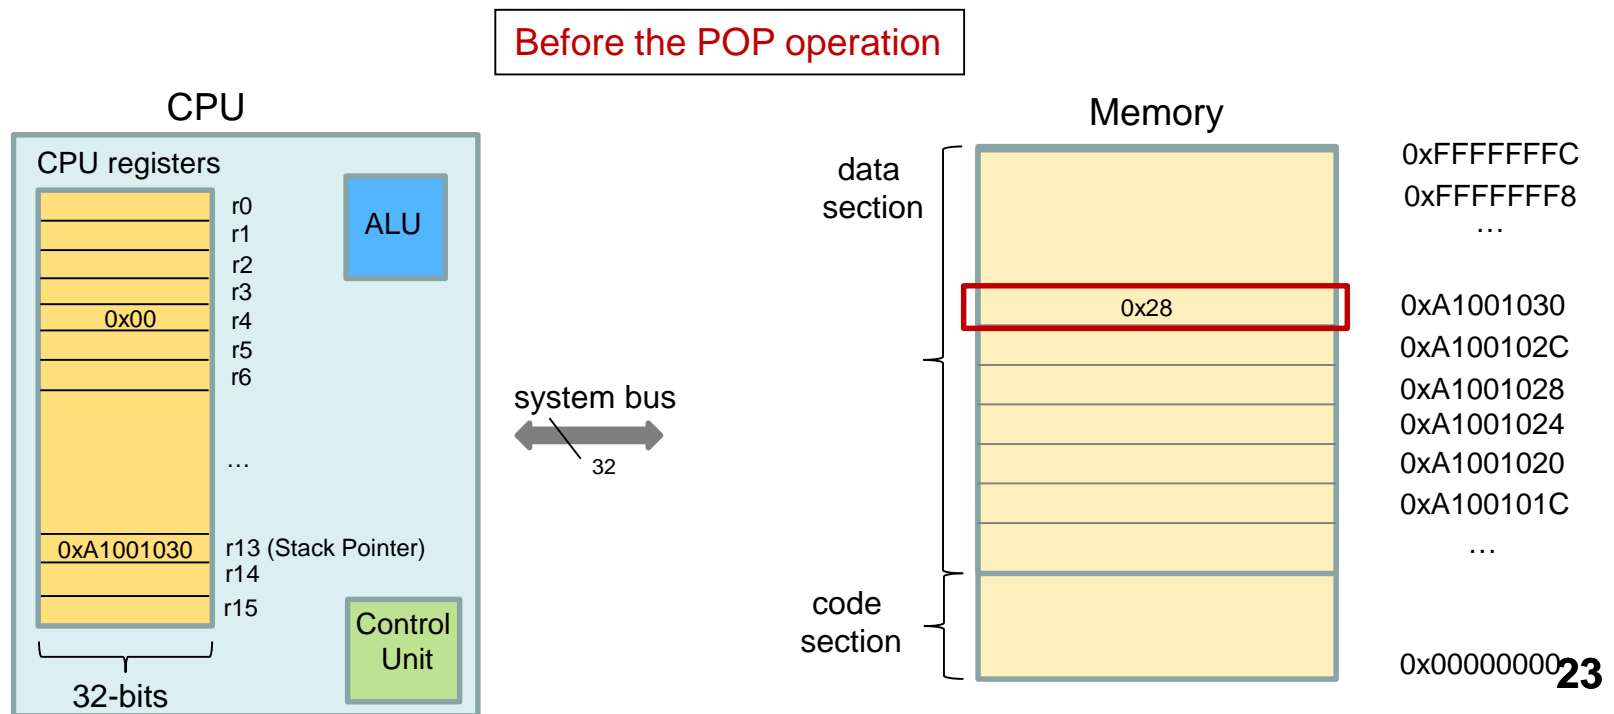 Before the POP operation
CPU
CPU registers
r0
r1
r2
r3
0x00
r4
r5
r6
…
0xA1001030
r13 (Stack Pointer)
r14
r15
32-bits
ALU
Control
Unit
system bus
32
Memory
data
section
0x28
code
section
0xFFFFFFFC
0xFFFFFFF8
…
0xA1001030
0xA100102C
0xA1001028
0xA1001024
0xA1001020
0xA100101C
…
0x00000000
23